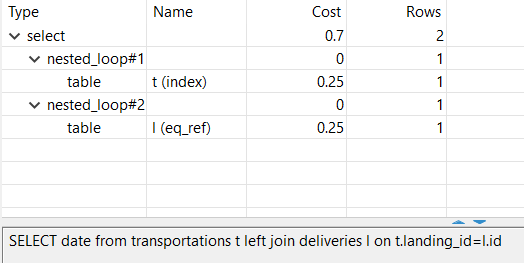 Type Name Cost Rows
select 0.7 2
nested_loop#1 0 1
table t (index) 0.25 1
nested_loop#2 0 1
table l (eq_ref) 0.25 1
SELECT date from transportations t left join deliveries l on t.landing_id=l.id